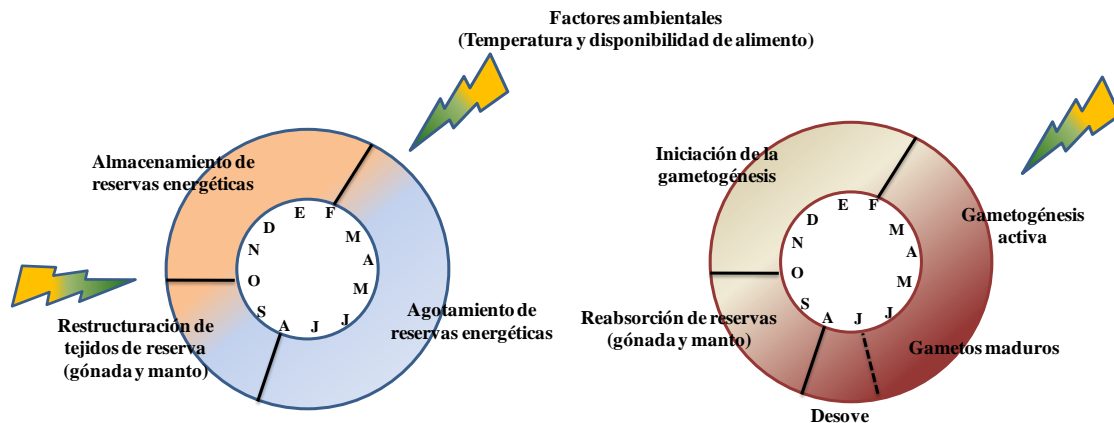 Factores ambientales
(Temperatura y disponibilidad de alimento)
Almacenamiento de
reservas energéticas
E
F
D
M
N
A
O
M
S
J
A
J
Restructuración de
tejidos de reserva
(gónada y manto)
Agotamiento de
reservas energéticas
Iniciación de la
gametogénesis
Gametogénesis
activa
E
F
D
M
N
A
O
M
S
J
A
J
Reabsorción de reservas
(gónada y manto)
Gametos maduros
Desove